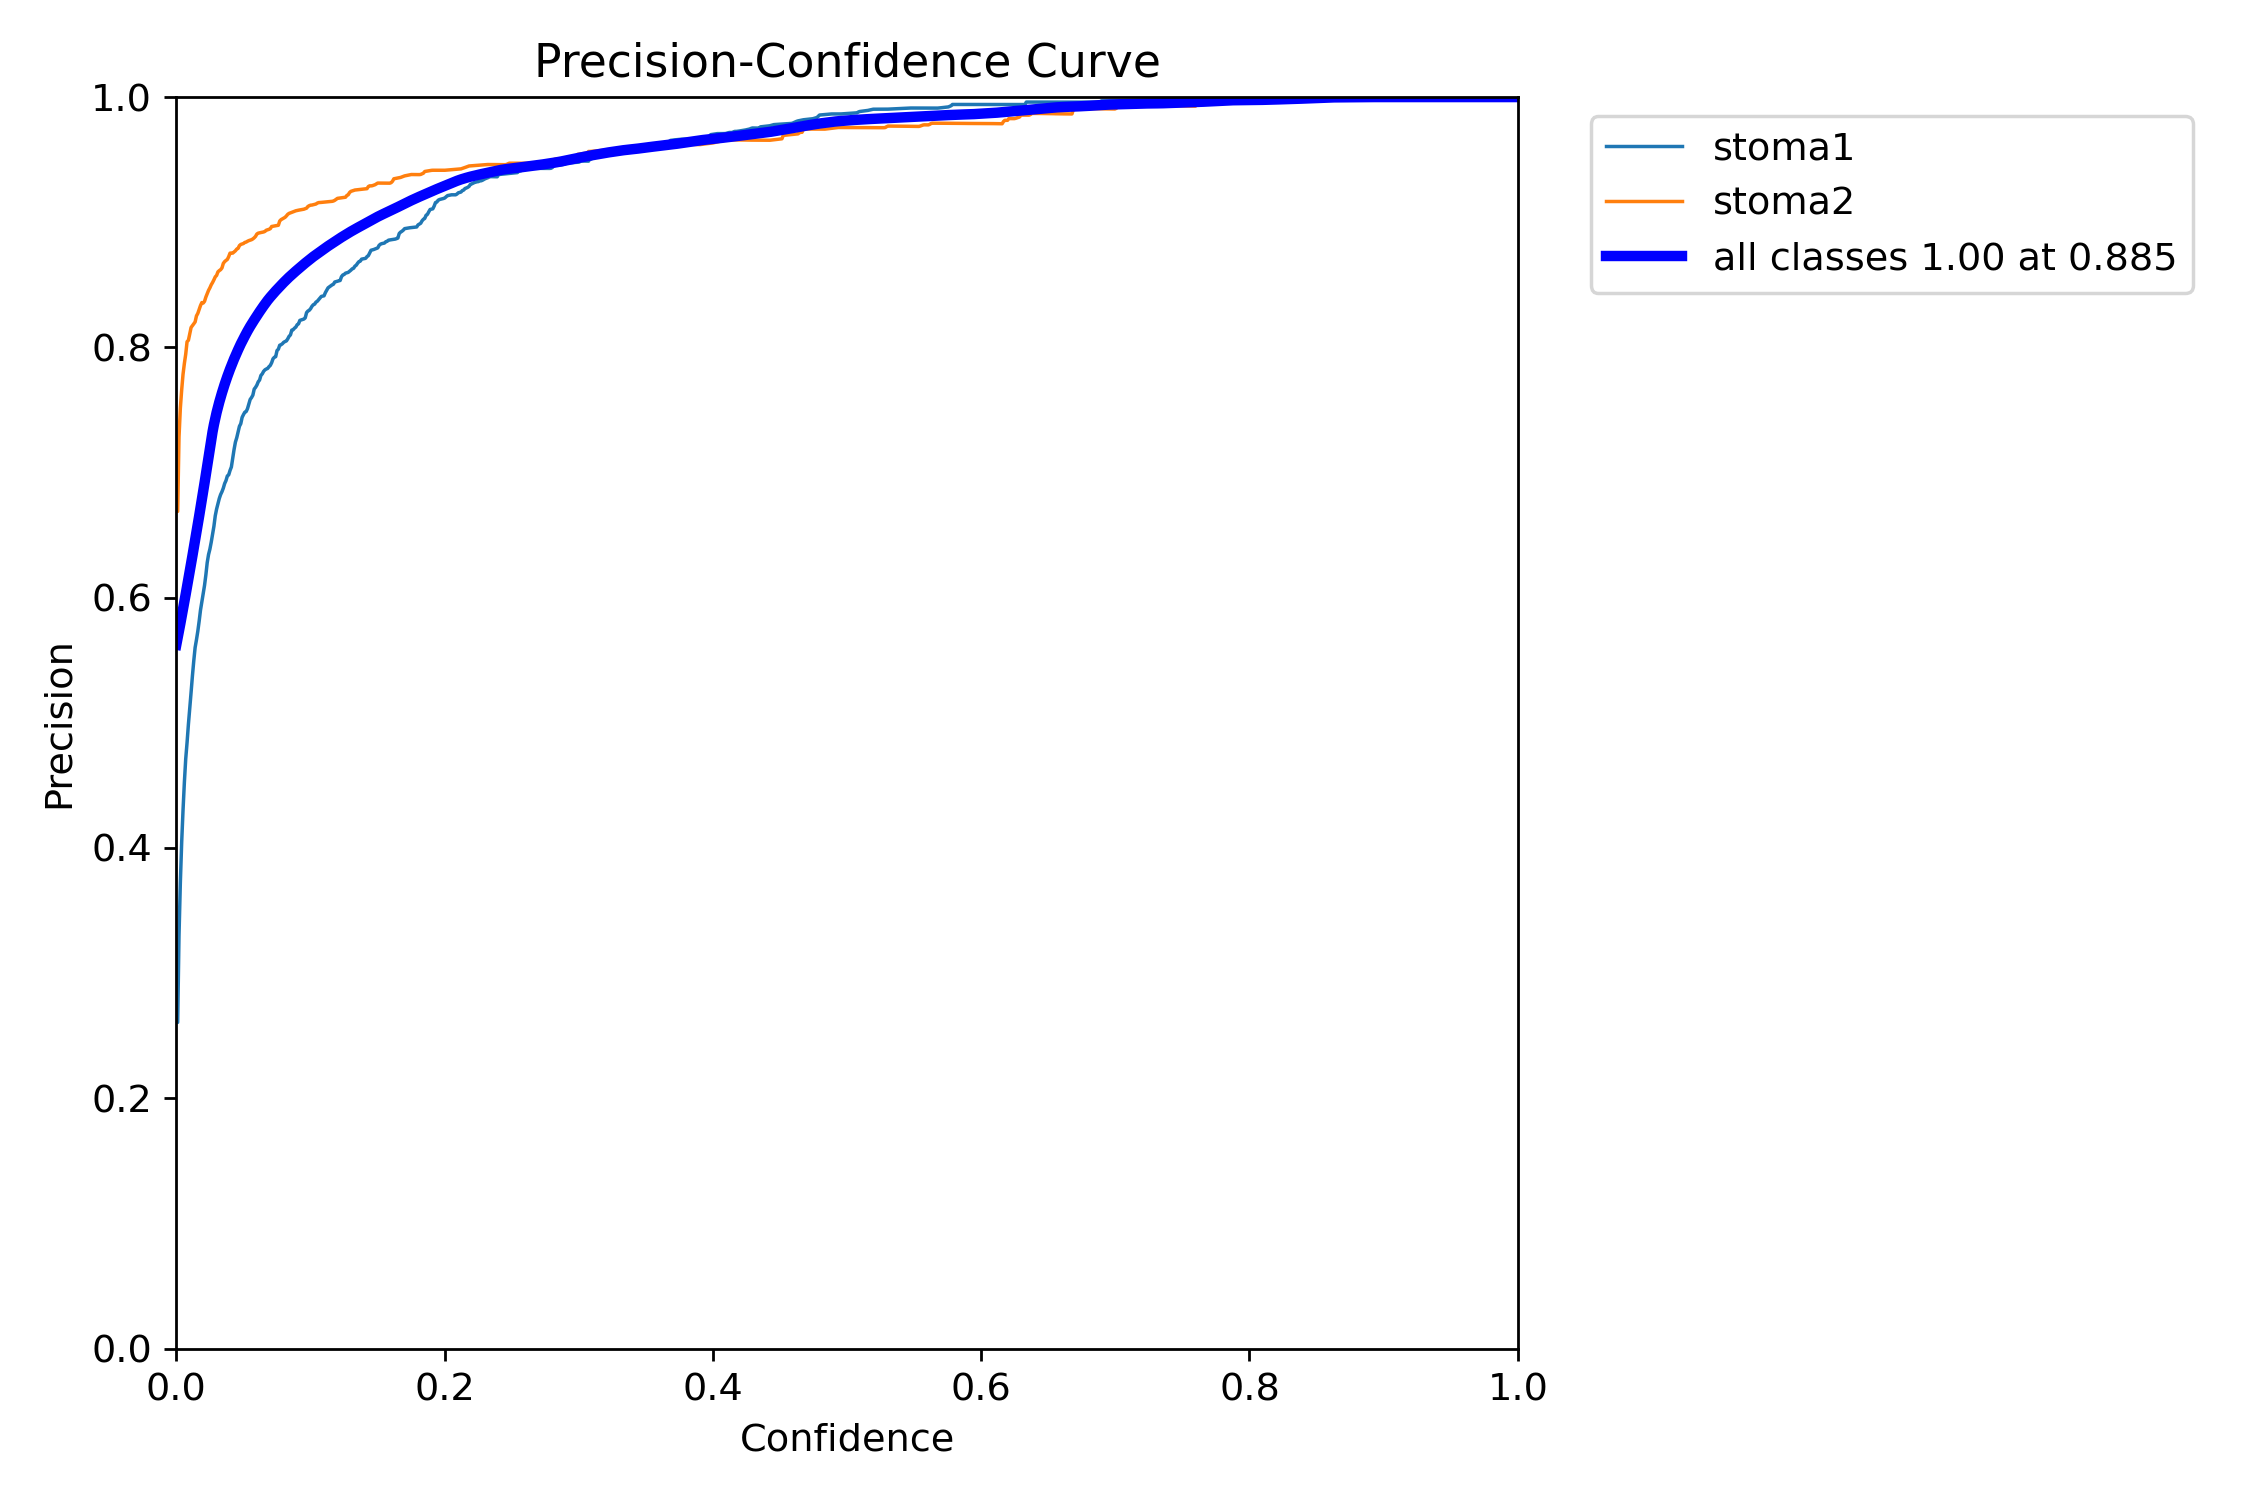 Precision-Confidence Curve
1.0
0.8
0.6
0.4
0.2
0.0
Precision
0.0 0.2 0.4 0.6 0.8 1.0
Confidence
stoma1
stoma2
all classes 1.00 at 0.885